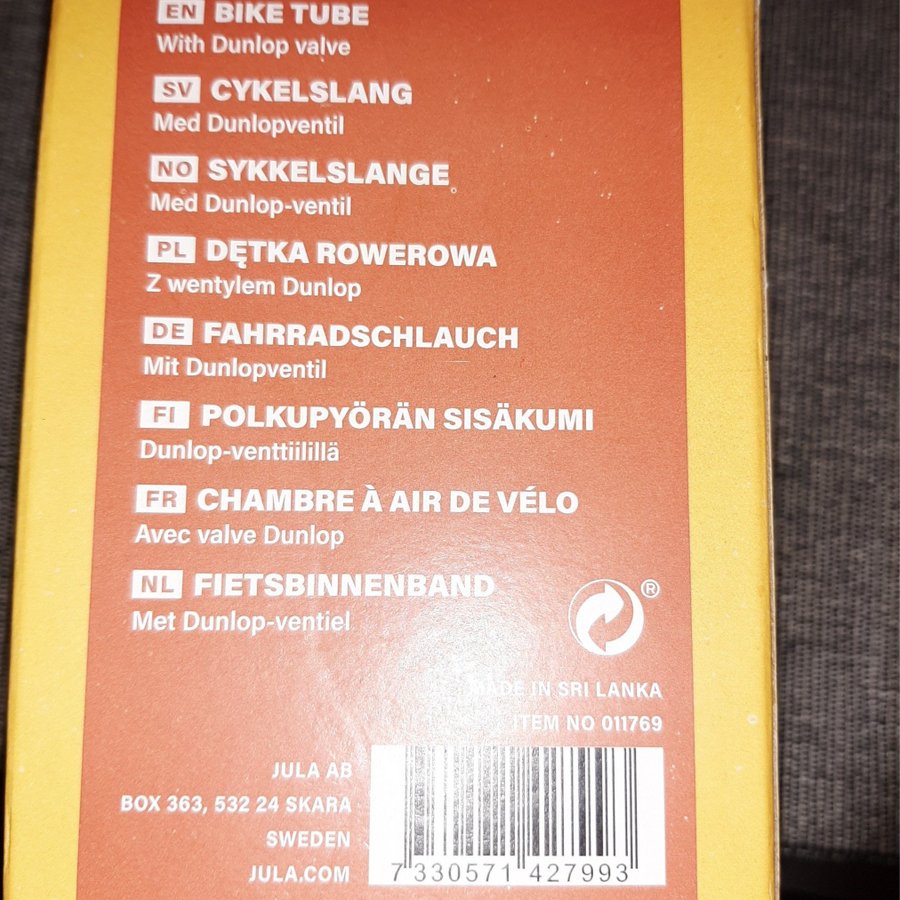 EN BIKE TUBE
With Dunlop valve
SV CYKELSLANG
Med Dunlopventil
NO SYKKELSLANGE
Med Dunlop-ventil
PL DĘTKA ROWEROWA
Z wentylem Dunlop
DE FAHRRADSCHLAUCH
Mit Dunlopventil
FI POLKUPYÖRÄN SISÄKUMI
Dunlop-venttiilillä
FR CHAMBRE À AIR DE VÉLO
Avec valve Dunlop
NL FIETSBINNENBAND
Met Dunlop-ventiel
®
MADE IN SRI LANKA
ITEM NO 011769
JULA AB
BOX 363, 532 24 SKARA
SWEDEN
JULA.COM
7 330571 427993